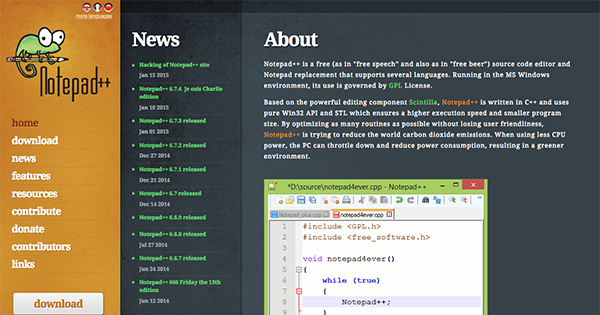 more languages
Notepad++
home
download
news
features
resources
contribute
donate
contributors
links
download
News
Hacking of Notepad++ site
Jan 15 2015
Notepad++ 6.7.4 Je suis Charlie
edition
Jan 10 2015
Notepad++ 6.7.3 released
Jan 01 2015
Notepad++ 6.7.2 released
Dec 27 2014
Notepad++ 6.7.1 released
Dec 21 2014
Notepad++ 6.7 released
Dec 14 2014
Notepad++ 6.6.9 released
Notepad++ 6.6.8 released
Jul 27 2014
Notepad++ 6.6.7 released
Jun 24 2014
Notepad++ 666 Friday the 13th
edition
Jun 12 2014
About
Notepad++ is a free (as in "free speech" and also as in "free beer") source code editor and
Notepad replacement that supports several languages. Running in the MS Windows
environment, its use is governed by GPL License.
Based on the powerful editing component Scintilla, Notepad++ is written in C++ and uses
pure Win32 API and STL which ensures a higher execution speed and smaller program
size. By optimizing as many routines as possible without losing user friendliness,
Notepad++ is trying to reduce the world carbon dioxide emissions. When using less CPU
power, the PC can throttle down and reduce power consumption, resulting in a greener
environment.
*D:\source\notepad4ever.cpp - Notepad++
Notepad_plus.cpp
notepad4ever.cpp
1 #include <GPL.h>
2 #include <free_software.h>
3
4 void notepad4ever()
5 {
6 while (true)
7 {
8 Notepad++;
9 }